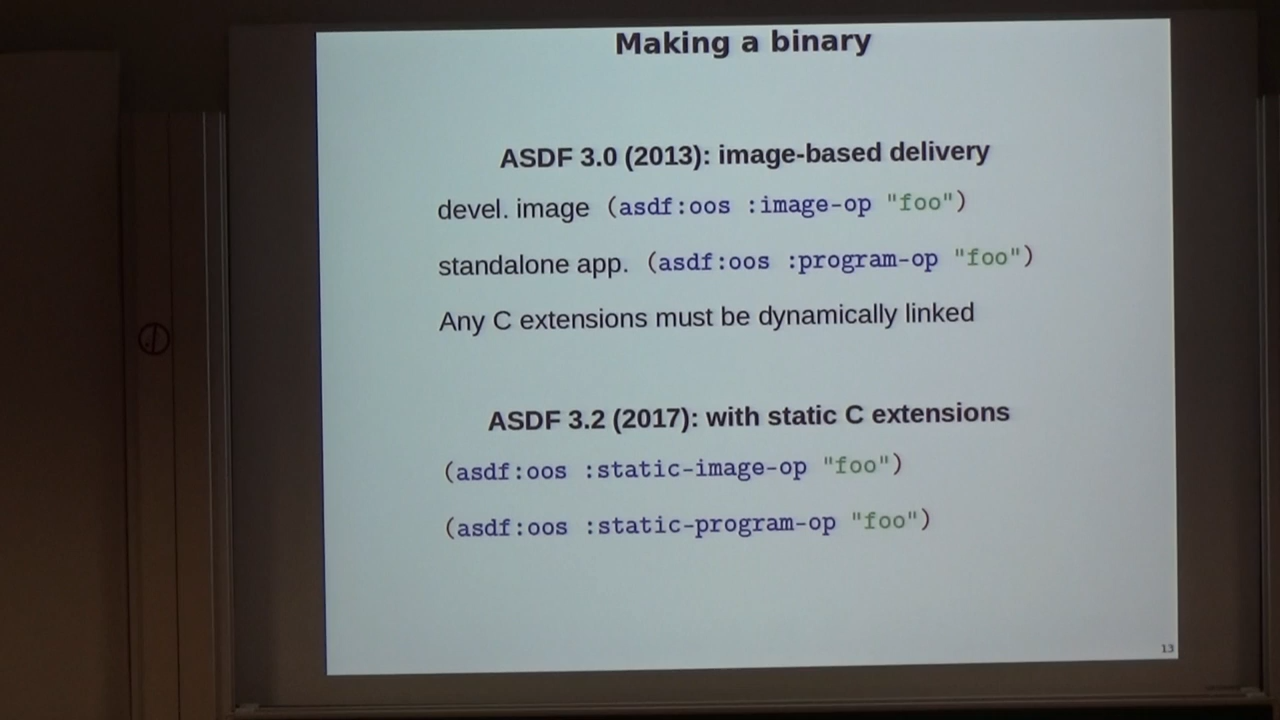 Making a binary
ASDF 3.0 (2013): image-based delivery
devel. image (asdf:oos :image-op "foo")
standalone app. (asdf:oos :program-op "foo")
Any C extensions must be dynamically linked
ASDF 3.2 (2017): with static C extensions
(asdf:oos :static-image-op "foo")
(asdf:oos :static-program-op "foo")
13